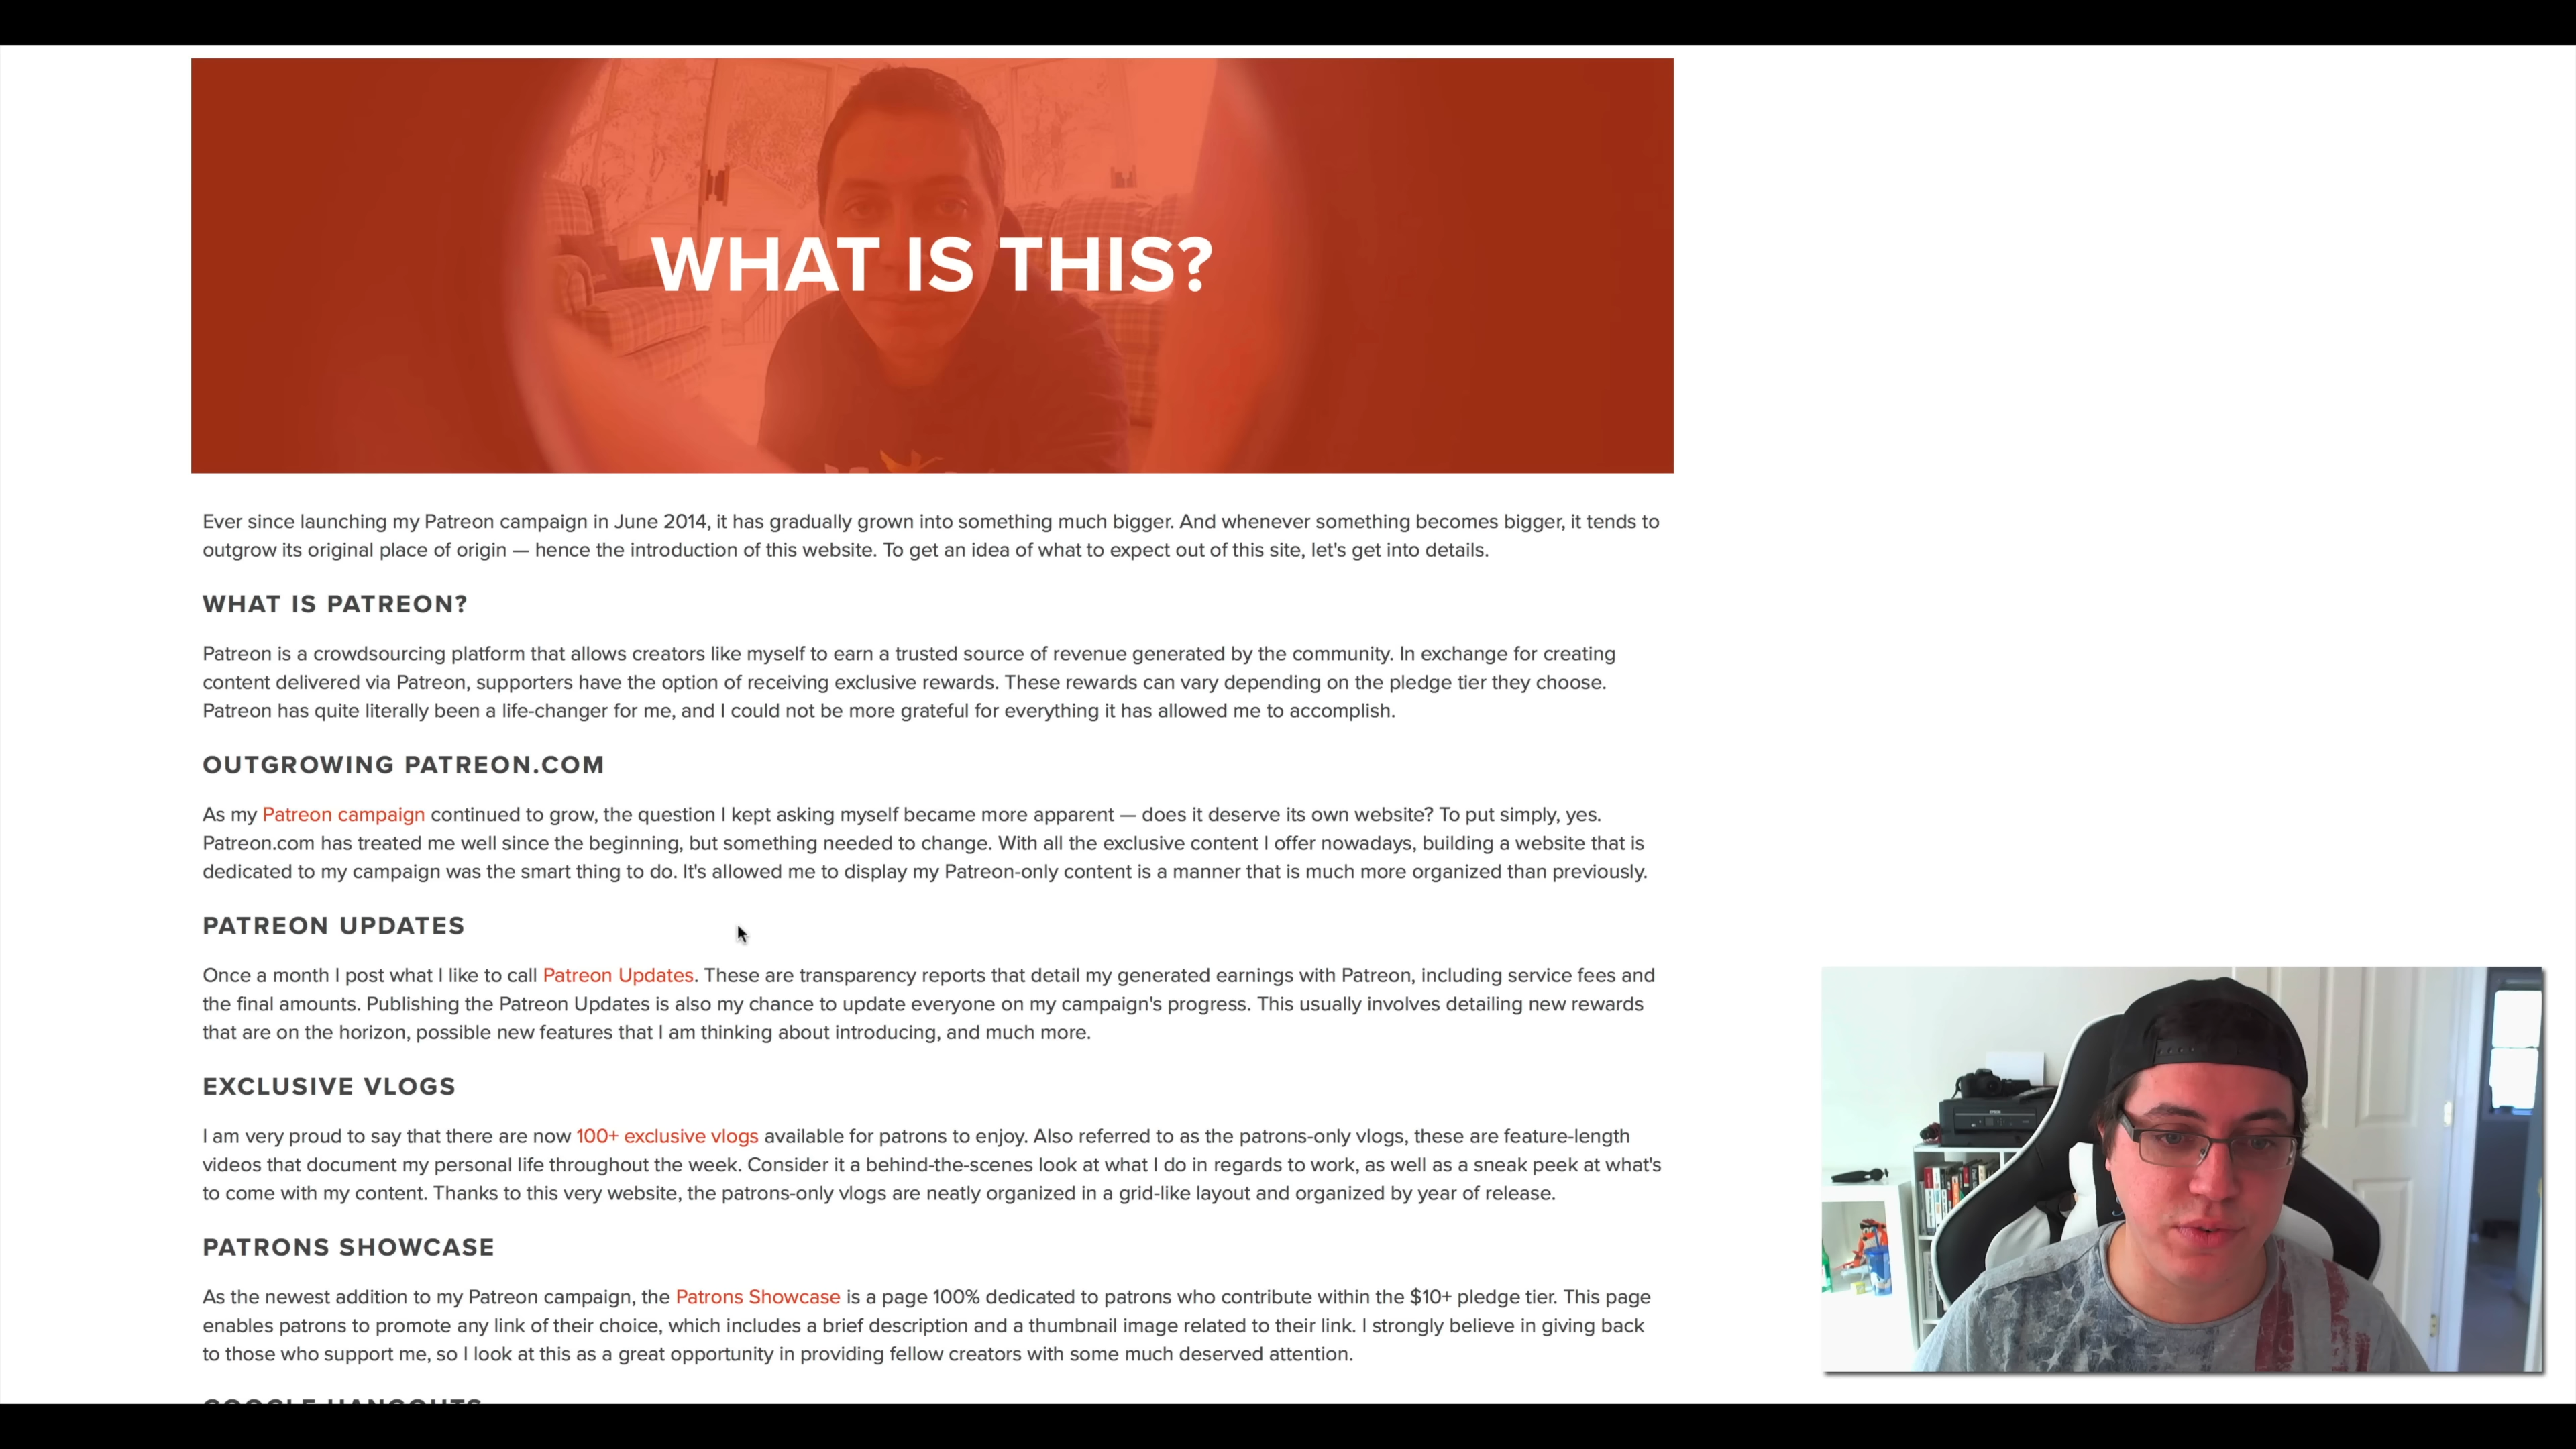 WHAT IS THIS?
Ever since launching my Patreon campaign in June 2014, it has gradually grown into something much bigger. And whenever something becomes bigger, it tends to
outgrow its original place of origin — hence the introduction of this website. To get an idea of what to expect out of this site, let's get into details.
WHAT IS PATREON?
Patreon is a crowdsourcing platform that allows creators like myself to earn a trusted source of revenue generated by the community. In exchange for creating
content delivered via Patreon, supporters have the option of receiving exclusive rewards. These rewards can vary depending on the pledge tier they choose.
Patreon has quite literally been a life-changer for me, and I could not be more grateful for everything it has allowed me to accomplish.
OUTGROWING PATREON.COM
As my Patreon campaign continued to grow, the question I kept asking myself became more apparent — does it deserve its own website? To put simply, yes.
Patreon.com has treated me well since the beginning, but something needed to change. With all the exclusive content I offer nowadays, building a website that is
dedicated to my campaign was the smart thing to do. It's allowed me to display my Patreon-only content is a manner that is much more organized than previously.
PATREON UPDATES
Once a month I post what I like to call Patreon Updates. These are transparency reports that detail my generated earnings with Patreon, including service fees and
the final amounts. Publishing the Patreon Updates is also my chance to update everyone on my campaign's progress. This usually involves detailing new rewards
that are on the horizon, possible new features that I am thinking about introducing, and much more.
EXCLUSIVE VLOGS
I am very proud to say that there are now 100+ exclusive vlogs available for patrons to enjoy. Also referred to as the patrons-only vlogs, these are feature-length
videos that document my personal life throughout the week. Consider it a behind-the-scenes look at what I do in regards to work, as well as a sneak peek at what's
to come with my content. Thanks to this very website, the patrons-only vlogs are neatly organized in a grid-like layout and organized by year of release.
PATRONS SHOWCASE
As the newest addition to my Patreon campaign, the Patrons Showcase is a page 100% dedicated to patrons who contribute within the $10+ pledge tier. This page
enables patrons to promote any link of their choice, which includes a brief description and a thumbnail image related to their link. I strongly believe in giving back
to those who support me, so I look at this as a great opportunity in providing fellow creators with some much deserved attention.
GOOGLE HANGOUTS